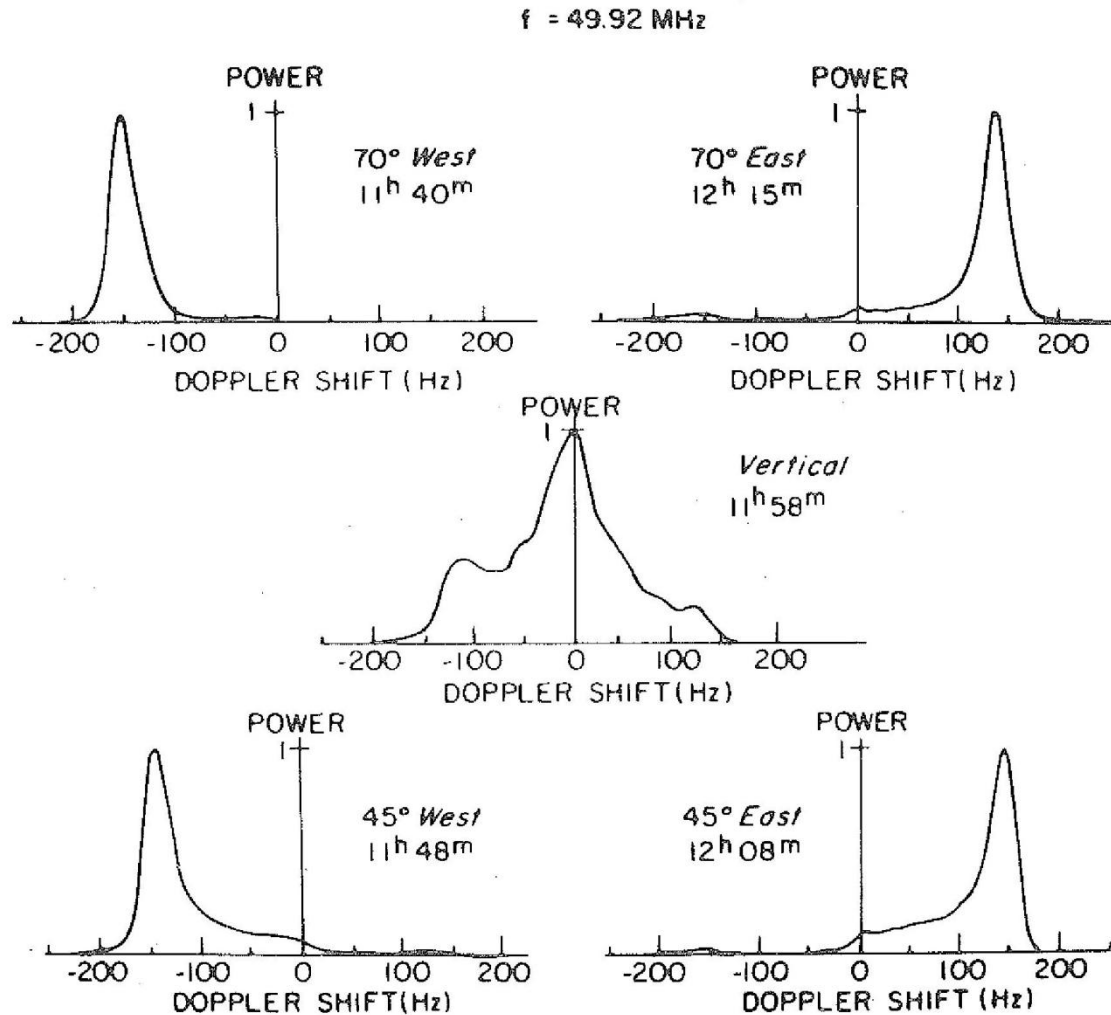 f = 49.92 MHz
POWER
1
70° West
11h 40m
-200 -100 0 100 200
DOPPLER SHIFT (Hz)
POWER
1
70° East
12h 15m
-200 -100 0 100 200
DOPPLER SHIFT(Hz)
POWER
1
Vertical
11h 58m
-200 -100 0 100 200
DOPPLER SHIFT(Hz)
POWER
1
45° West
11h 48m
-200 -100 0 100 200
DOPPLER SHIFT(Hz)
POWER
1
45° East
12h 08m
-200 -100 0 100 200
DOPPLER SHIFT (Hz)